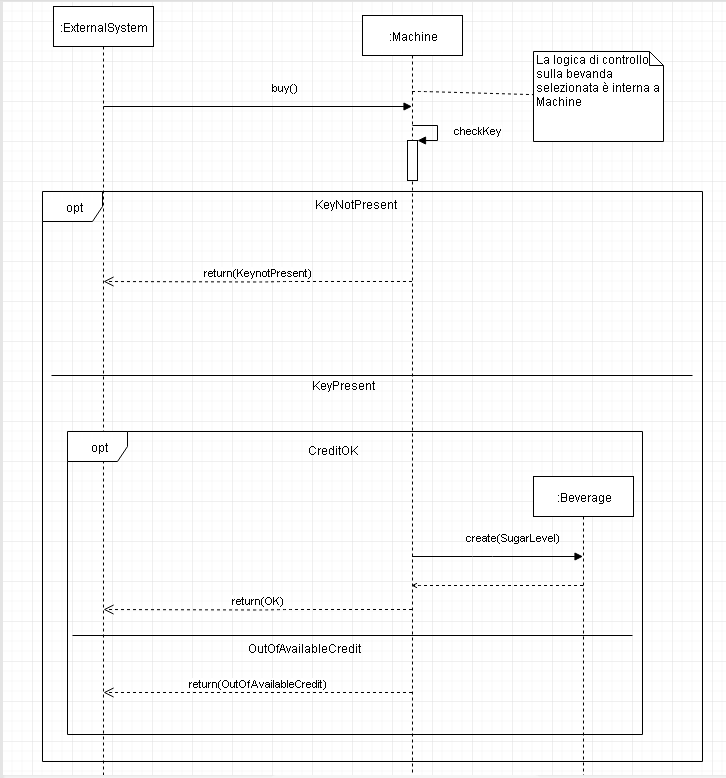 :ExternalSystem
:Machine
La logica di controllo
sulla bevanda
selezionata è interna a
Machine
buy()
checkKey
opt
KeyNotPresent
return(KeynotPresent)
KeyPresent
opt
CreditOK
:Beverage
create(SugarLevel)
return(OK)
OutOfAvailableCredit
return(OutOfAvailableCredit)